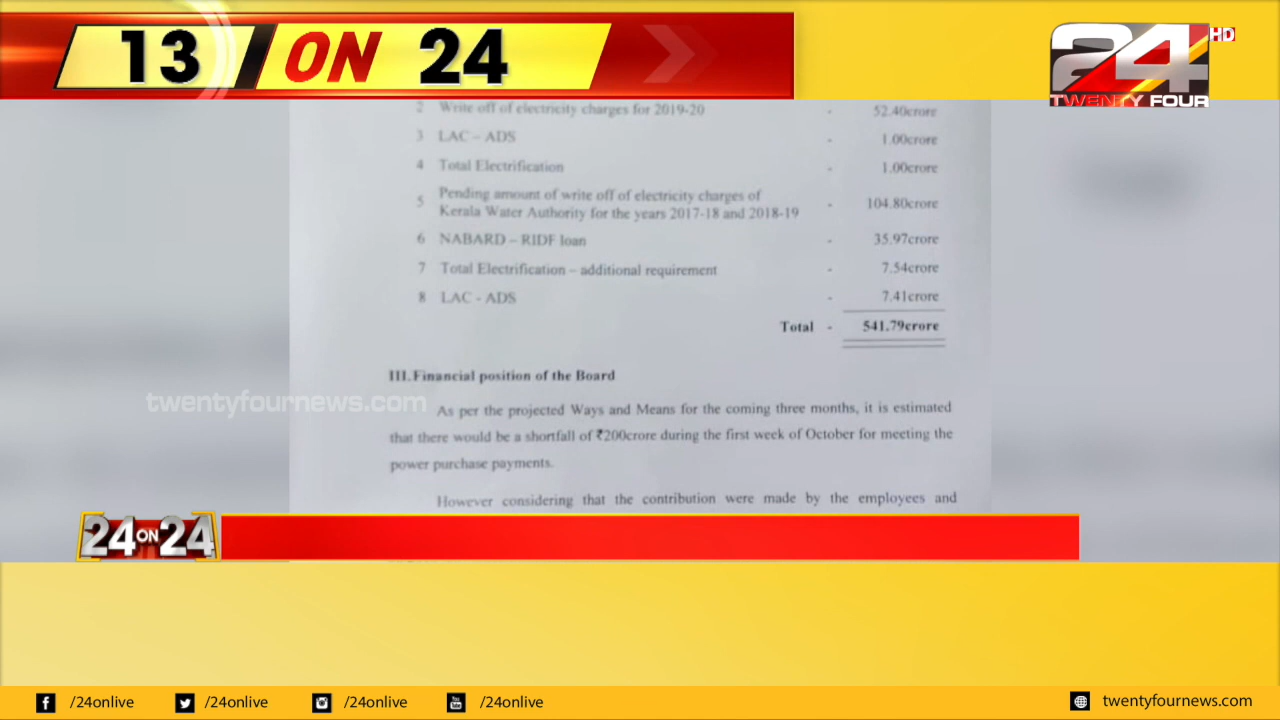 13 ON 24
24 HD
TWENTY FOUR
2 Write off of electricity charges for 2019-20 - 52.40crore
3 LAC – ADS - 1.00crore
4 Total Electrification - 1.00crore
5 Pending amount of write off of electricity charges of
Kerala Water Authority for the years 2017-18 and 2018-19 - 104.80crore
6 NABARD – RIDF loan - 35.97crore
7 Total Electrification – additional requirement - 7.54crore
8 LAC - ADS - 7.41crore
Total - 541.79crore
III. Financial position of the Board
twentyfournews.com
As per the projected Ways and Means for the coming three months, it is estimated
that there would be a shortfall of ₹200crore during the first week of October for meeting the
power purchase payments.
However considering that the contribution were made by the employees and
24 ON 24
/24onlive /24onlive /24onlive /24onlive twentyfournews.com